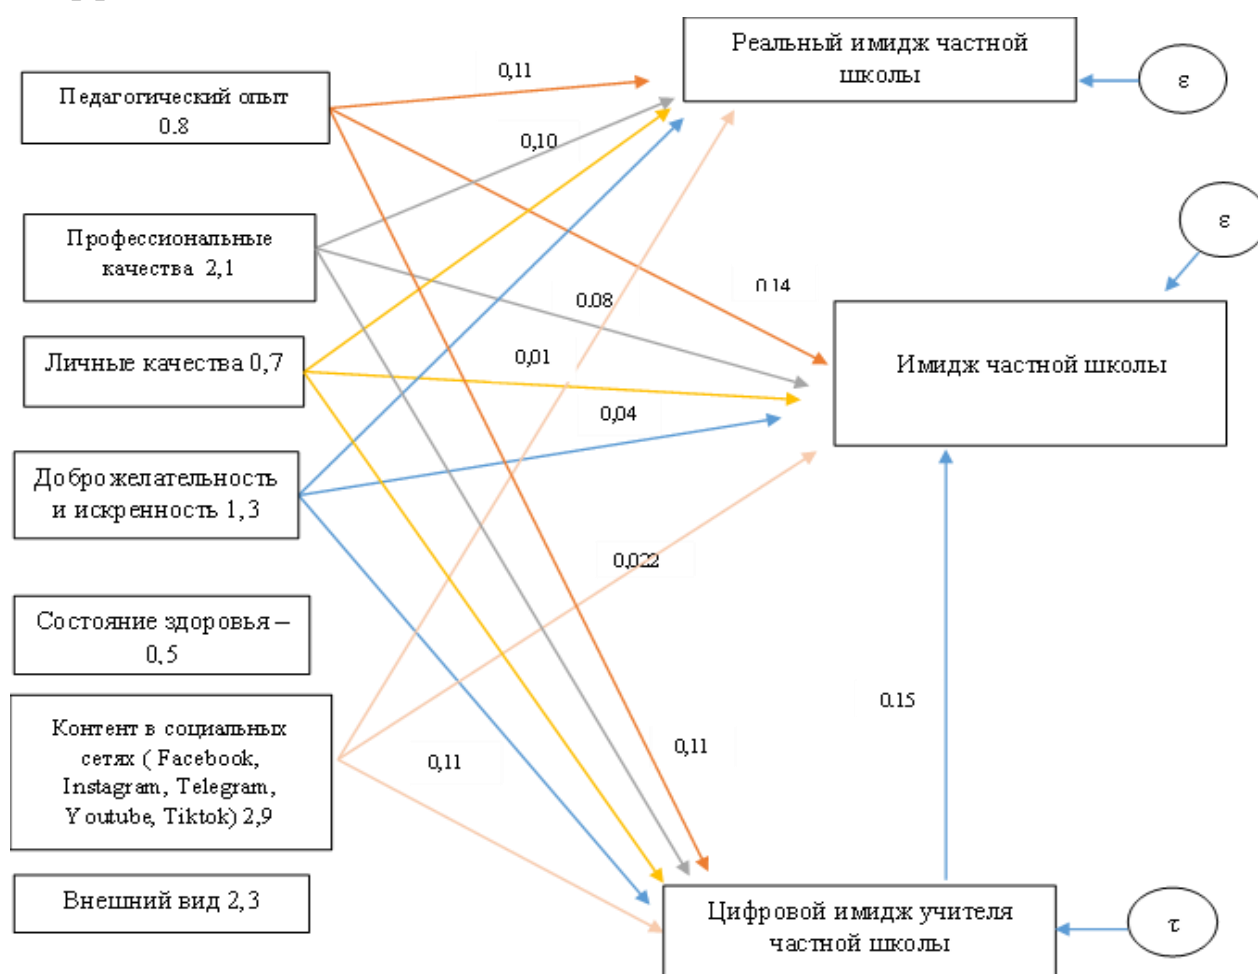 Реальный имидж частной
школы
ε
0,11
Педагогический опыт
0.8
0,10
Профессиональные
качества 2,1
ε
0.14
0.08
Личные качества 0,7
0,01
Имидж частной школы
0,04
Доброжелательность
и искренность 1,3
0,022
Состояние здоровья –
0,5
Контент в социальных
сетях ( Facebook,
Instagram, Telegram,
Youtube, Tiktok) 2,9
0.15
0,11
0,11
Внешний вид 2,3
Цифровой имидж учителя
частной школы
τ